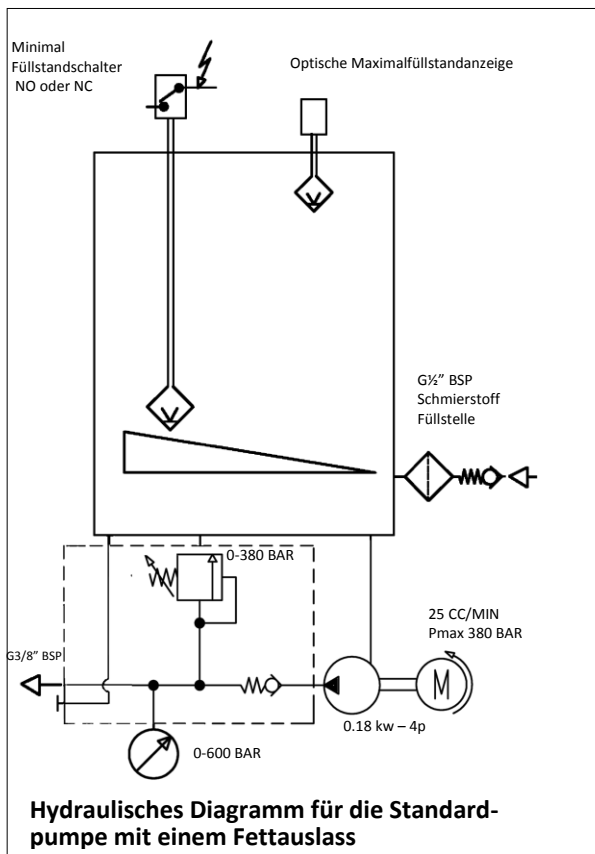 Minimal
Füllstandschalter
NO oder NC
Optische Maximalfüllstandanzeige
G½” BSP
Schmierstoff
Füllstelle
0-380 BAR
25 CC/MIN
Pmax 380 BAR
G3/8” BSP
M
0.18 kw – 4p
0-600 BAR
Hydraulisches Diagramm für die Standard-
pumpe mit einem Fettauslass